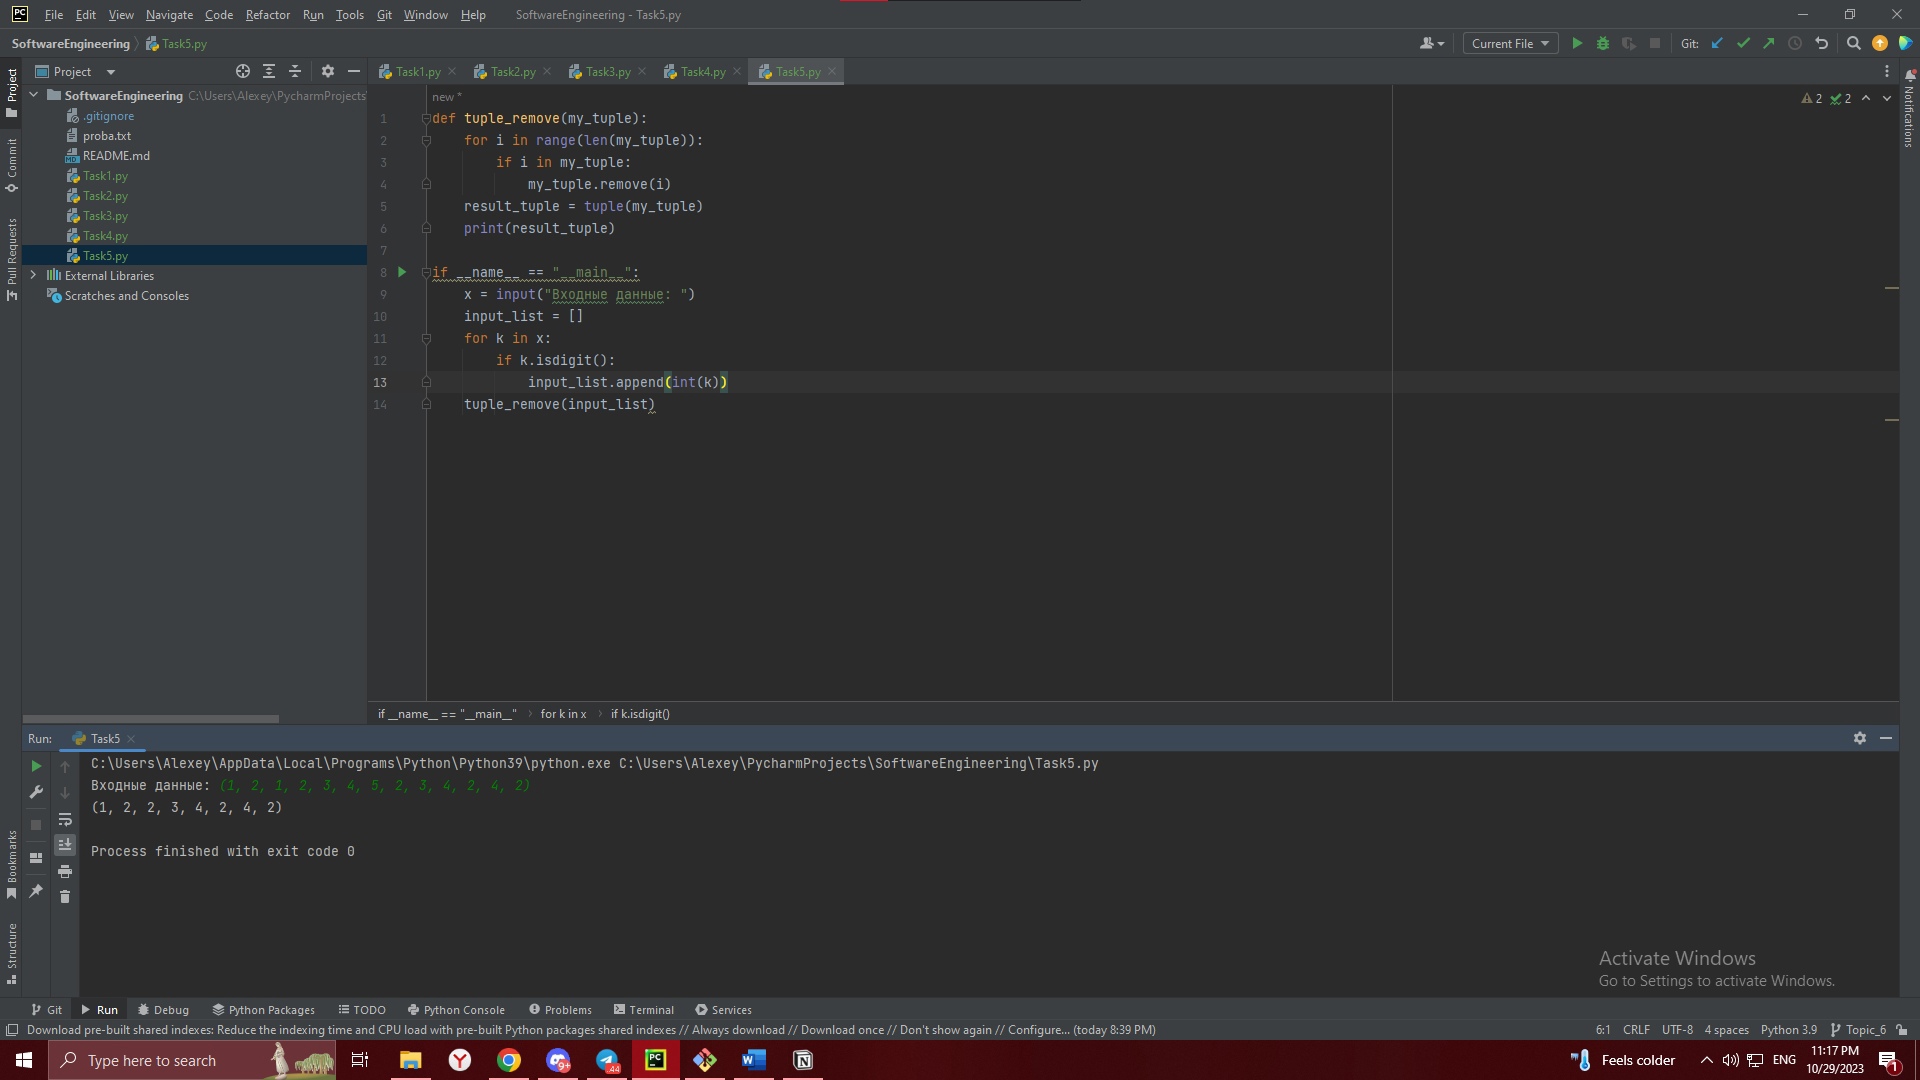 File Edit View Navigate Code Refactor Run Tools Git Window Help SoftwareEngineering - Task5.py
SoftwareEngineering Task5.py Current File Git:
Project
Task1.py Task2.py Task3.py Task4.py Task5.py
SoftwareEngineering C:\Users\Alexey\PycharmProjects
.gitignore
proba.txt
README.md
Task1.py
Task2.py
Task3.py
Task4.py
Task5.py
External Libraries
Scratches and Consoles
Project
Commit
Pull Requests
Bookmarks
Structure
Notifications
new *
2 2
1 def tuple_remove(my_tuple):
2 for i in range(len(my_tuple)):
3 if i in my_tuple:
4 my_tuple.remove(i)
5 result_tuple = tuple(my_tuple)
6 print(result_tuple)
7
8 if __name__ == "__main__":
9 x = input("Входные данные: ")
10 input_list = []
11 for k in x:
12 if k.isdigit():
13 input_list.append(int(k))
14 tuple_remove(input_list)
if __name__ == "__main__" for k in x if k.isdigit()
Run: Task5
C:\Users\Alexey\AppData\Local\Programs\Python\Python39\python.exe C:\Users\Alexey\PycharmProjects\SoftwareEngineering\Task5.py
Входные данные: (1, 2, 1, 2, 3, 4, 5, 2, 3, 4, 2, 4, 2)
(1, 2, 2, 3, 4, 2, 4, 2)
Process finished with exit code 0
Activate Windows
Go to Settings to activate Windows.
Git Run Debug Python Packages TODO Python Console Problems Terminal Services
Download pre-built shared indexes: Reduce the indexing time and CPU load with pre-built Python packages shared indexes // Always download // Download once // Don't show again // Configure... (today 8:39 PM) 6:1 CRLF UTF-8 4 spaces Python 3.9 Topic_6
Type here to search
9+
44
PC
W
N
Feels colder
ENG
11:17 PM
10/29/2023
1